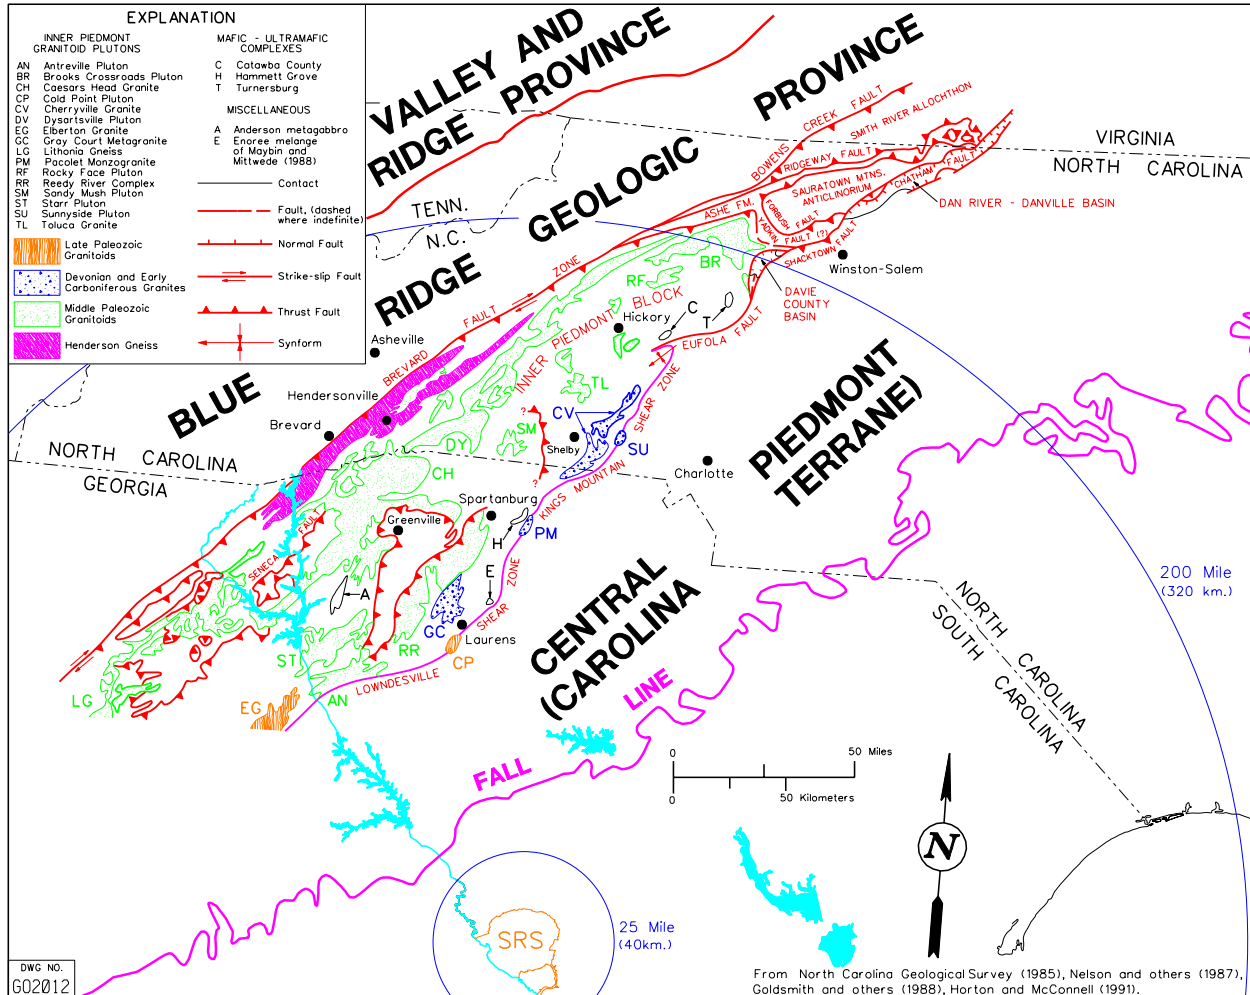 EXPLANATION
INNER PIEDMONT
GRANITOID PLUTONS
AN Antreville Pluton
BR Brooks Crossroads Pluton
CH Caesars Head Granite
CP Cold Point Pluton
CV Cherryville Granite
DV Dysartsville Pluton
EG Elberton Granite
GC Gray Court Metagranite
LG Lithonia Gneiss
PM Pacolet Monzogranite
RF Rocky Face Pluton
RR Reedy River Complex
SM Sandy Mush Pluton
ST Starr Pluton
SU Sunnyside Pluton
TL Toluca Granite
Late Paleozoic
Granitoids
Devonian and Early
Carboniferous Granites
Middle Paleozoic
Granitoids
Henderson Gneiss
MAFIC - ULTRAMAFIC
COMPLEXES
C Catawba County
H Hammett Grove
T Turnersburg
MISCELLANEOUS
A Anderson metagabbro
E Enoree melange
of Maybin and
Mittwede (1988)
Contact
Fault, (dashed
where indefinite)
Normal Fault
Strike-slip Fault
Thrust Fault
Synform
VALLEY AND
RIDGE PROVINCE
BLUE RIDGE GEOLOGIC PROVINCE
VIRGINIA
NORTH CAROLINA
TENN.
N.C.
BOWENS CREEK FAULT
SMITH RIVER ALLOCHTHON
RIDGEWAY FAULT
SAURATOWN MTNS.
ANTICLINORIUM
CHATHAM FAULT
DAN RIVER - DANVILLE BASIN
ASHE FM.
FORBUSH FAULT
YADKIN FAULT (?)
SHACKTOWN FAULT
Winston-Salem
?
DAVIE
COUNTY
BASIN
BREVARD FAULT ZONE
INNER PIEDMONT BLOCK
BR
RF
Hickory
C
T
EUFOLA FAULT
Asheville
Hendersonville
Brevard
NORTH CAROLINA
GEORGIA
TL
CV
SM
?
?
Shelby
SU
DY
CH
KINGS MOUNTAIN SHEAR ZONE
Charlotte
Spartanburg
Greenville
H
PM
SENECA FAULT
A
E
GC
Laurens
RR
CP
ST
AN
LG
EG
LOWNDESVILLE SHEAR ZONE
CENTRAL PIEDMONT
(CAROLINA TERRANE)
FALL LINE
NORTH CAROLINA
SOUTH CAROLINA
200 Mile
(320 km.)
0
50 Miles
0
50 Kilometers
N
25 Mile
(40km.)
SRS
DWG NO.
G02012
From North Carolina Geological Survey (1985), Nelson and others (1987),
Goldsmith and others (1988), Horton and McConnell (1991).